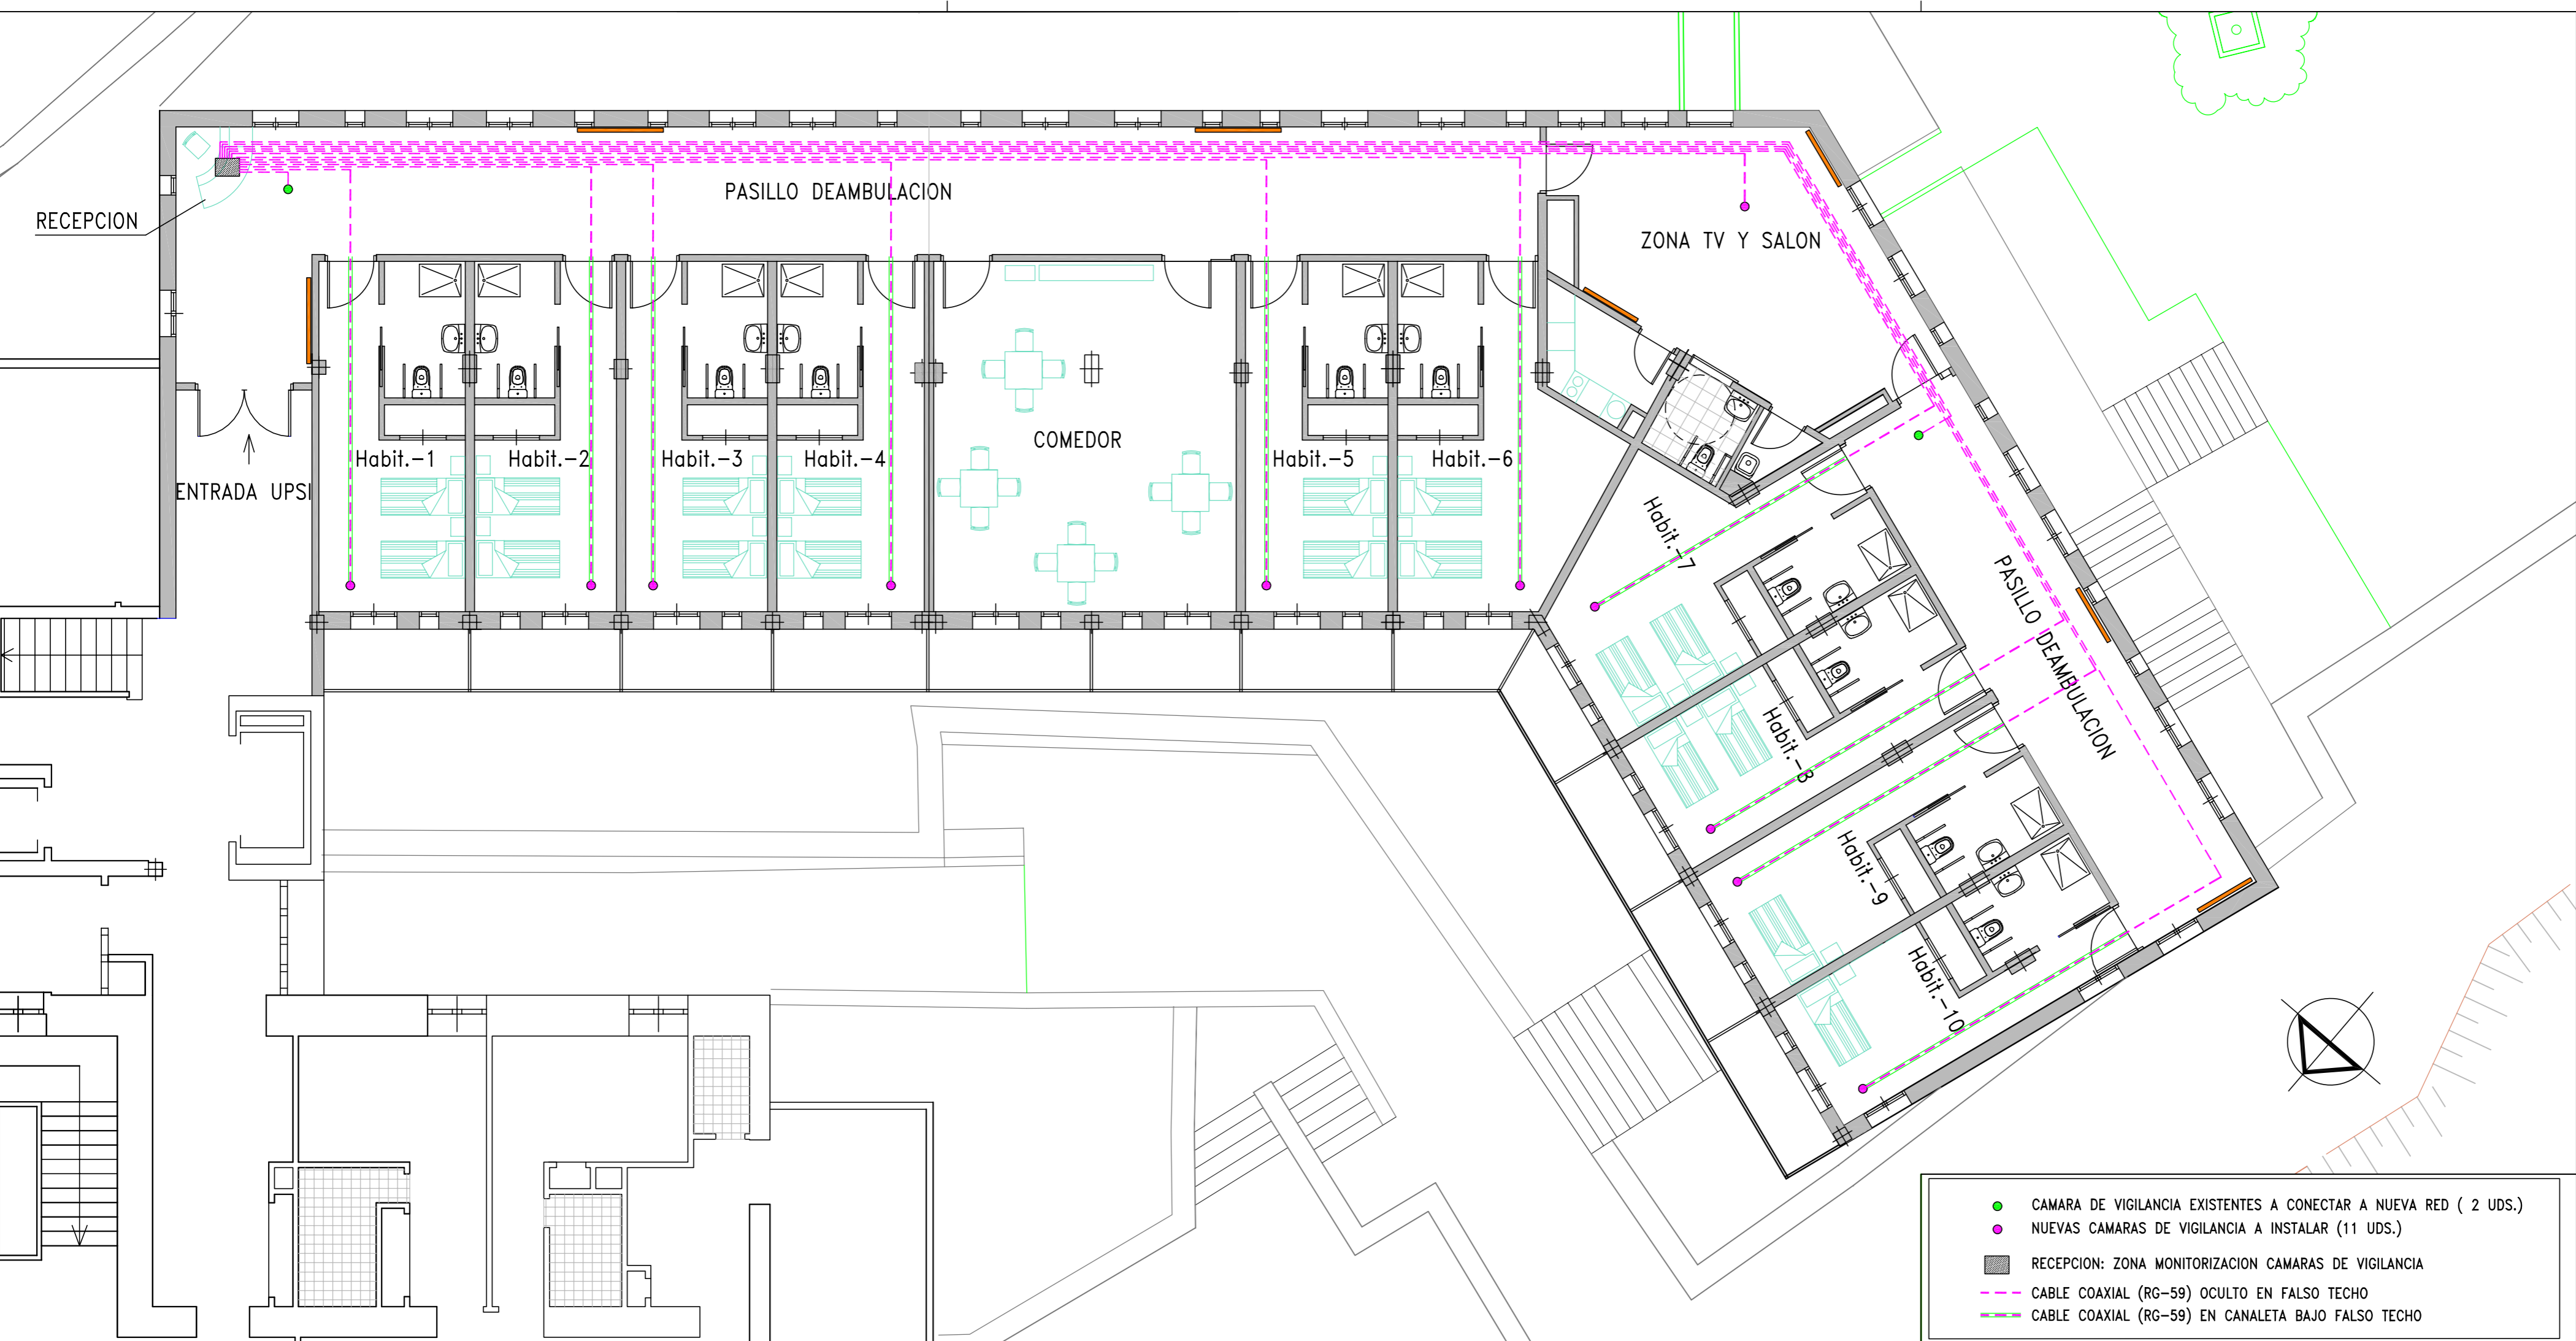 PASILLO DEAMBULACION
RECEPCION
ZONA TV Y SALON
COMEDOR
Habit.-1
Habit.-2
Habit.-3
Habit.-4
Habit.-5
Habit.-6
ENTRADA UPSI
Habit.-7
PASILLO DEAMBULACION
Habit.-8
Habit.-9
Habit.-10
CAMARA DE VIGILANCIA EXISTENTES A CONECTAR A NUEVA RED ( 2 UDS.)
NUEVAS CAMARAS DE VIGILANCIA A INSTALAR (11 UDS.)
RECEPCION: ZONA MONITORIZACION CAMARAS DE VIGILANCIA
CABLE COAXIAL (RG-59) OCULTO EN FALSO TECHO
CABLE COAXIAL (RG-59) EN CANALETA BAJO FALSO TECHO